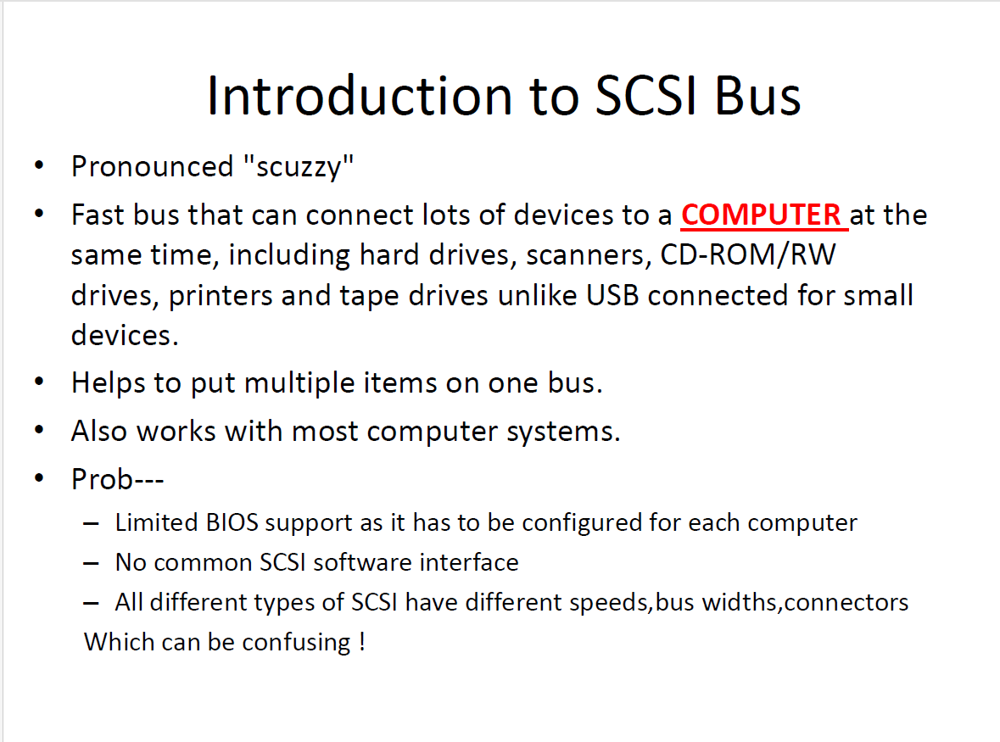 Introduction to SCSI Bus
• Pronounced "scuzzy"
• Fast bus that can connect lots of devices to a COMPUTER at the
same time, including hard drives, scanners, CD-ROM/RW
drives, printers and tape drives unlike USB connected for small
devices.
• Helps to put multiple items on one bus.
• Also works with most computer systems.
• Prob---
– Limited BIOS support as it has to be configured for each computer
– No common SCSI software interface
– All different types of SCSI have different speeds,bus widths,connectors
Which can be confusing !